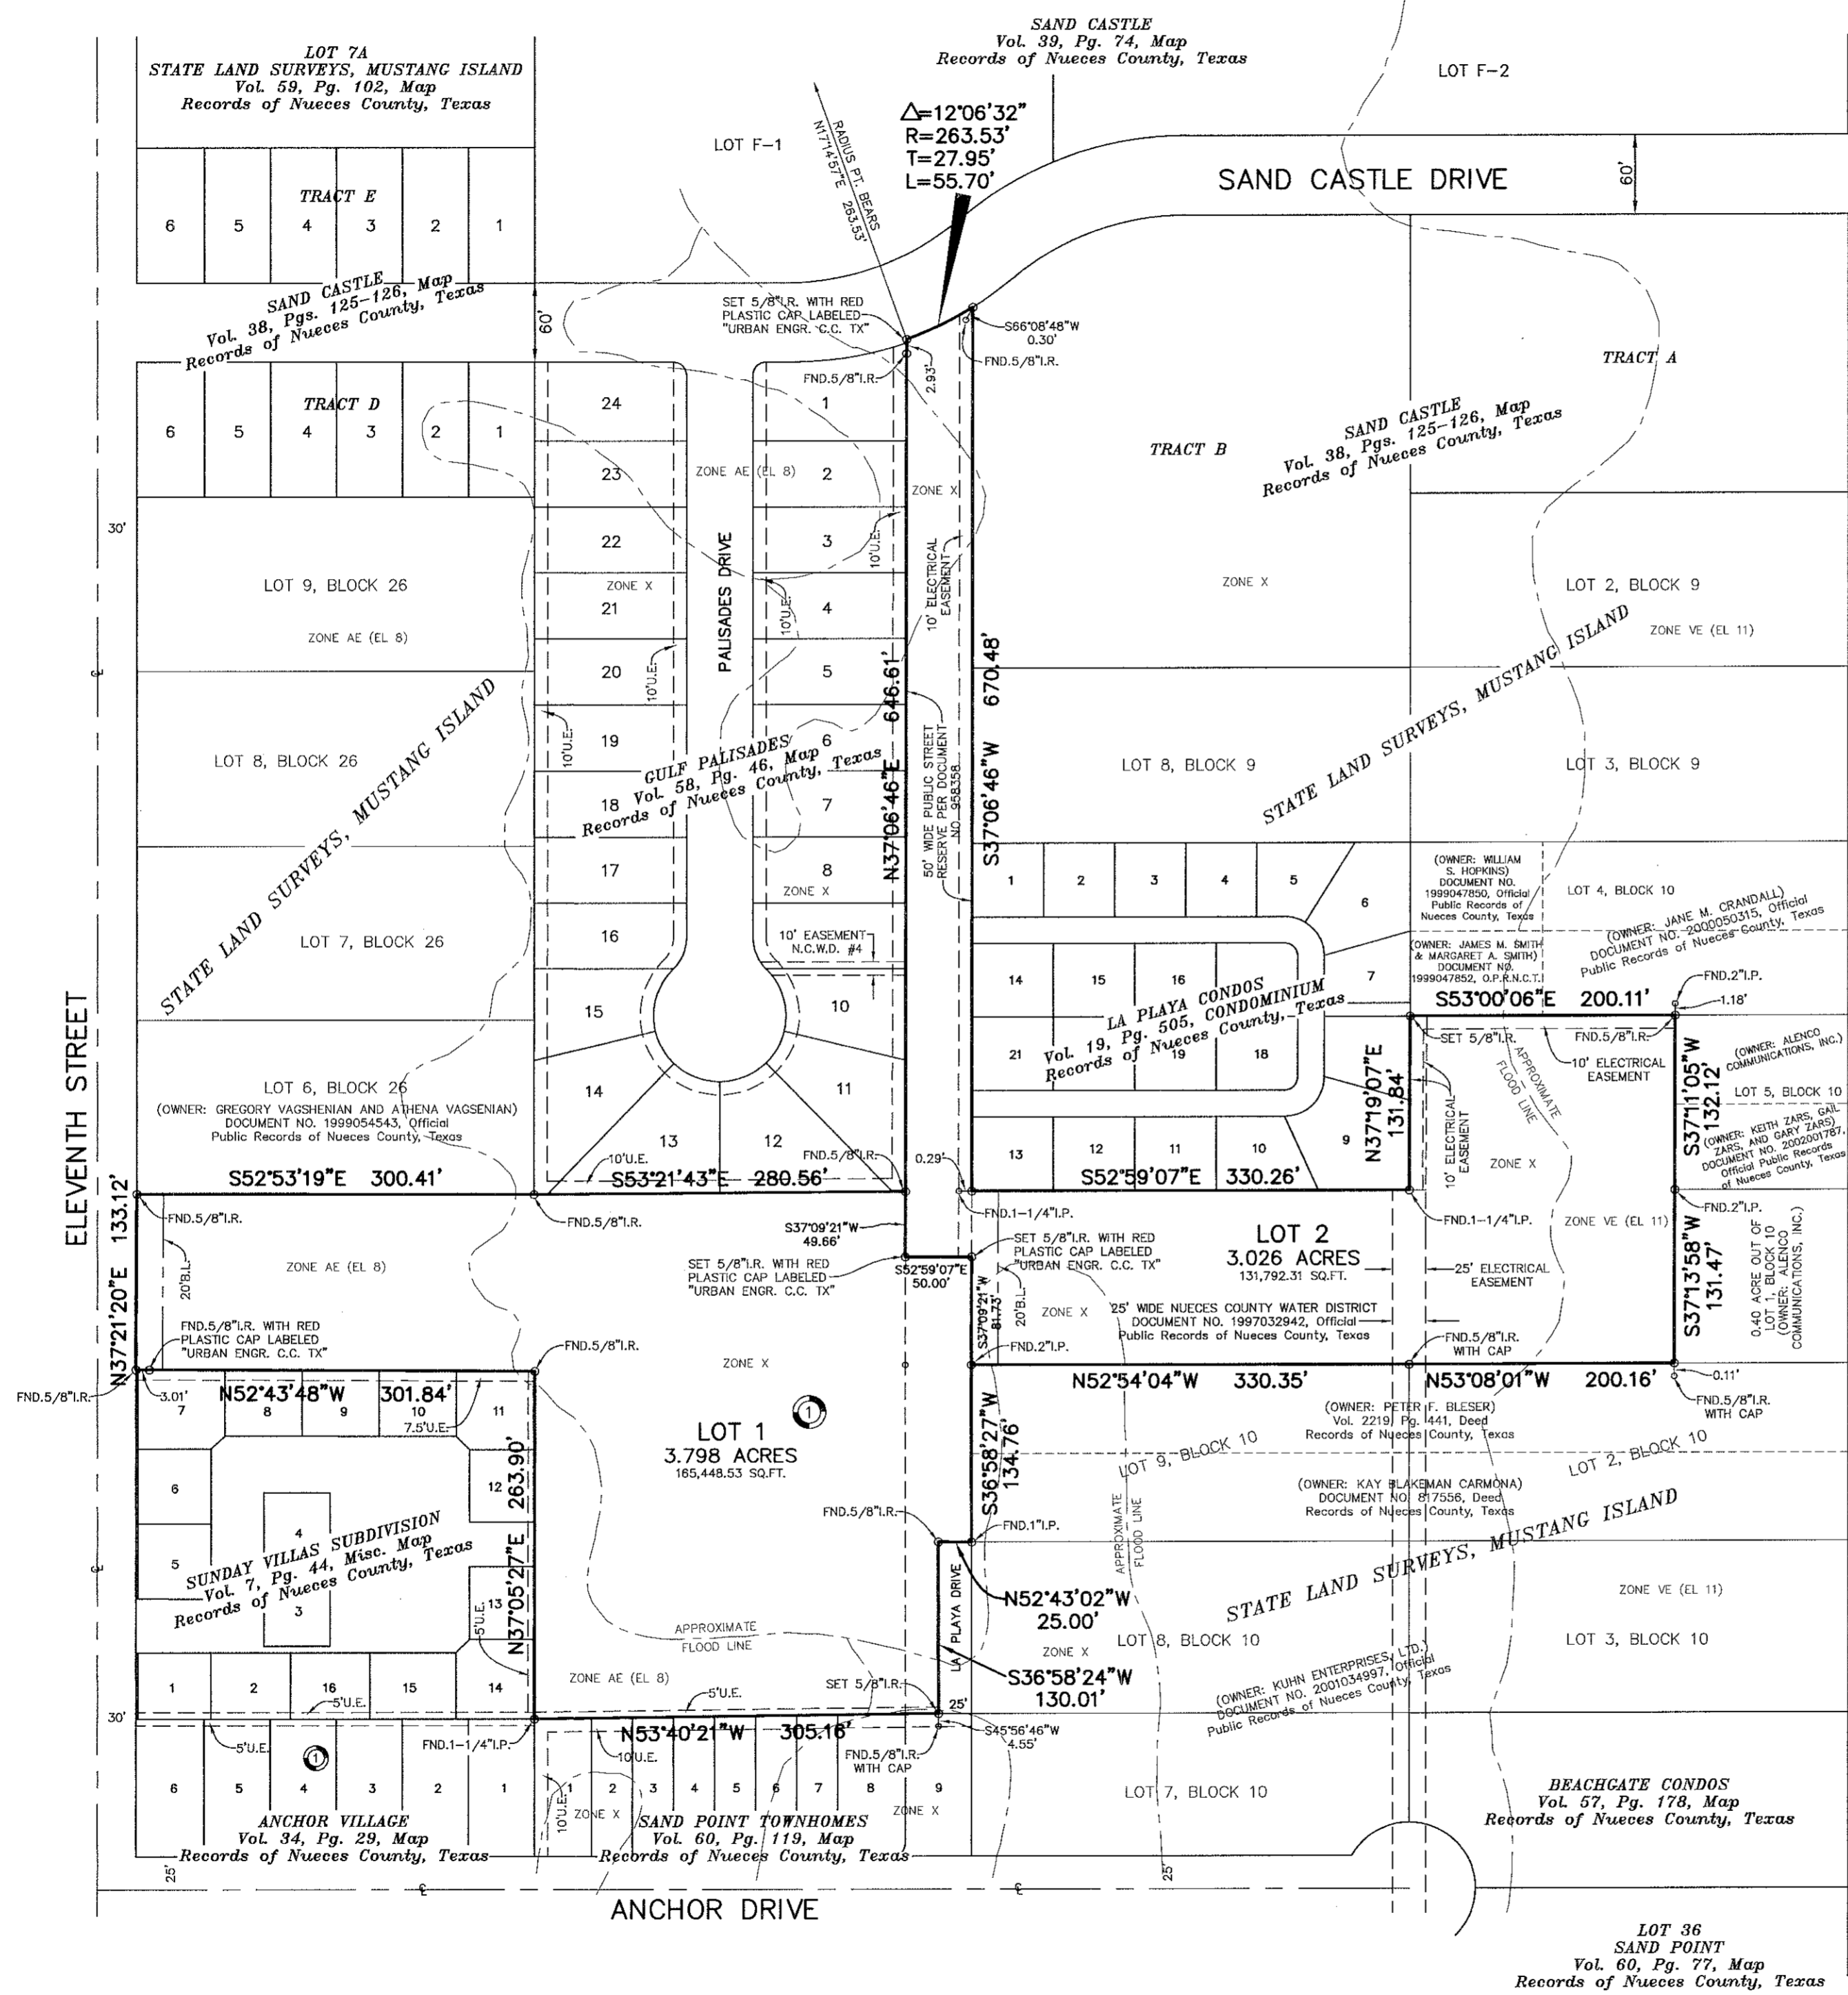 SAND CASTLE
Vol. 39, Pg. 74, Map
Records of Nueces County, Texas
LOT 7A
STATE LAND SURVEYS, MUSTANG ISLAND
Vol. 59, Pg. 102, Map
Records of Nueces County, Texas
LOT F-2
LOT F-1
RADIUS PT. BEARS
N17°14'57"E 263.53'
Δ=12°06'32"
R=263.53'
T=27.95'
L=55.70'
SAND CASTLE DRIVE
60'
TRACT E
6 5 4 3 2 1
SAND CASTLE
Vol. 38, Pgs. 125-126, Map
Records of Nueces County, Texas
60'
SET 5/8"I.R. WITH RED
PLASTIC CAP LABELED
"URBAN ENGR. C.C. TX"
S66°08'48"W
0.30'
FND.5/8"I.R.
FND.5/8"I.R.
2.93'
TRACT A
TRACT D
6 5 4 3 2 1
TRACT B
SAND CASTLE
Vol. 38, Pgs. 125-126, Map
Records of Nueces County, Texas
24
23
22
21
20
19
18
17
16
15
14
13
12
11
10
1
2
3
4
5
6
7
8
ZONE AE (EL 8)
ZONE X
ZONE X
ZONE X
PALISADES DRIVE
10'U.E.
10'U.E.
10'U.E.
10'U.E.
10' ELECTRICAL
EASEMENT
30'
LOT 9, BLOCK 26
ZONE AE (EL 8)
LOT 8, BLOCK 26
LOT 7, BLOCK 26
STATE LAND SURVEYS, MUSTANG ISLAND
GULF PALISADES
Vol. 58, Pg. 46, Map
Records of Nueces County, Texas
N37°06'46"E 646.61'
50' WIDE PUBLIC STREET
RESERVE PER DOCUMENT
NO. 958358
S37°06'46"W 670.48'
ZONE X
LOT 2, BLOCK 9
ZONE VE (EL 11)
STATE LAND SURVEYS, MUSTANG ISLAND
LOT 8, BLOCK 9
LOT 3, BLOCK 9
10' EASEMENT
N.C.W.D. #4
1 2 3 4 5 6
7
14 15 16
21 19 18
13 12 11 10 9
LA PLAYA CONDOS
Vol. 19, Pg. 505, CONDOMINIUM
Records of Nueces County, Texas
(OWNER: WILLIAM
S. HOPKINS)
DOCUMENT NO.
1999047850, Official
Public Records of
Nueces County, Texas
LOT 4, BLOCK 10
(OWNER: JANE M. CRANDALL)
DOCUMENT NO. 2000050315, Official
Public Records of Nueces County, Texas
(OWNER: JAMES M. SMITH
& MARGARET A. SMITH)
DOCUMENT NO.
1999047852, O.P.R.N.C.T.
FND.2"I.P.
S53°00'06"E 200.11'
1.18'
SET 5/8"I.R.
FND.5/8"I.R.
10' ELECTRICAL
EASEMENT
APPROXIMATE
FLOOD LINE
N37°19'07"E
131.84'
10' ELECTRICAL
EASEMENT
S37°11'05"W
132.12'
(OWNER: ALENCO
COMMUNICATIONS, INC.)
LOT 5, BLOCK 10
(OWNER: KEITH ZARS, GAIL
ZARS, AND GARY ZARS)
DOCUMENT NO. 2002001787,
Official Public Records
of Nueces County, Texas
ZONE X
ELEVENTH STREET
LOT 6, BLOCK 26
(OWNER: GREGORY VAGSHENIAN AND ATHENA VAGSENIAN)
DOCUMENT NO. 1999054543, Official
Public Records of Nueces County, Texas
S52°53'19"E 300.41'
10'U.E.
S53°21'43"E 280.56'
FND.5/8"I.R.
0.29'
S52°59'07"E 330.26'
FND.5/8"I.R.
FND.5/8"I.R.
FND.1-1/4"I.P.
FND.1-1/4"I.P.
FND.2"I.P.
N37°21'20"E 133.12'
20'B.L.
ZONE AE (EL 8)
S37°09'21"W
49.66'
SET 5/8"I.R. WITH RED
PLASTIC CAP LABELED
"URBAN ENGR. C.C. TX"
S52°59'07"E
50.00'
SET 5/8"I.R. WITH RED
PLASTIC CAP LABELED
"URBAN ENGR. C.C. TX"
LOT 2
3.026 ACRES
131,792.31 SQ.FT.
ZONE VE (EL 11)
25' ELECTRICAL
EASEMENT
S37°13'58"W
131.47'
0.40 ACRE OUT OF
LOT 1, BLOCK 10
(OWNER: ALENCO
COMMUNICATIONS, INC.)
S37°09'21"W
81.73'
20'B.L.
ZONE X
25' WIDE NUECES COUNTY WATER DISTRICT
DOCUMENT NO. 1997032942, Official
Public Records of Nueces County, Texas
FND.5/8"I.R. WITH RED
PLASTIC CAP LABELED
"URBAN ENGR. C.C. TX"
FND.5/8"I.R.
ZONE X
FND.2"I.P.
FND.5/8"I.R.
WITH CAP
FND.5/8"I.R.
3.01'
N52°43'48"W 301.84'
N52°54'04"W 330.35'
N53°08'01"W 200.16'
0.11'
FND.5/8"I.R.
WITH CAP
7 8 9 10 11
7.5'U.E.
6
5
12
13
4
3
1 2 16 15 14
SUNDAY VILLAS SUBDIVISION
Vol. 7, Pg. 44, Misc. Map
Records of Nueces County, Texas
N37°05'27"E 263.90'
5'U.E.
LOT 1
3.798 ACRES
165,448.53 SQ.FT.
1
S36°58'27"W
134.76'
(OWNER: PETER F. BLESER)
Vol. 2219, Pg. 441, Deed
Records of Nueces County, Texas
LOT 9, BLOCK 10
LOT 2, BLOCK 10
(OWNER: KAY BLAKEMAN CARMONA)
DOCUMENT NO. 817556, Deed
Records of Nueces County, Texas
FND.5/8"I.R.
FND.1"I.P.
APPROXIMATE
FLOOD LINE
STATE LAND SURVEYS, MUSTANG ISLAND
N52°43'02"W
25.00'
LA PLAYA DRIVE
ZONE VE (EL 11)
APPROXIMATE
FLOOD LINE
ZONE X
LOT 8, BLOCK 10
LOT 3, BLOCK 10
ZONE AE (EL 8)
S36°58'24"W
130.01'
(OWNER: KUHN ENTERPRISES, LTD.)
DOCUMENT NO. 2001034997, Official
Public Records of Nueces County, Texas
SET 5/8"I.R.
5'U.E.
25'
5'U.E.
30'
5'U.E.
FND.1-1/4"I.P.
N53°40'21"W 305.16'
S45°56'46"W
4.55'
10'U.E.
FND.5/8"I.R.
WITH CAP
1
6 5 4 3 2 1
1 2 3 4 5 6 7 8 9
10'U.E.
ZONE X
ZONE X
LOT 7, BLOCK 10
ANCHOR VILLAGE
Vol. 34, Pg. 29, Map
Records of Nueces County, Texas
SAND POINT TOWNHOMES
Vol. 60, Pg. 119, Map
Records of Nueces County, Texas
BEACHGATE CONDOS
Vol. 57, Pg. 178, Map
Records of Nueces County, Texas
25'
25'
ANCHOR DRIVE
LOT 36
SAND POINT
Vol. 60, Pg. 77, Map
Records of Nueces County, Texas